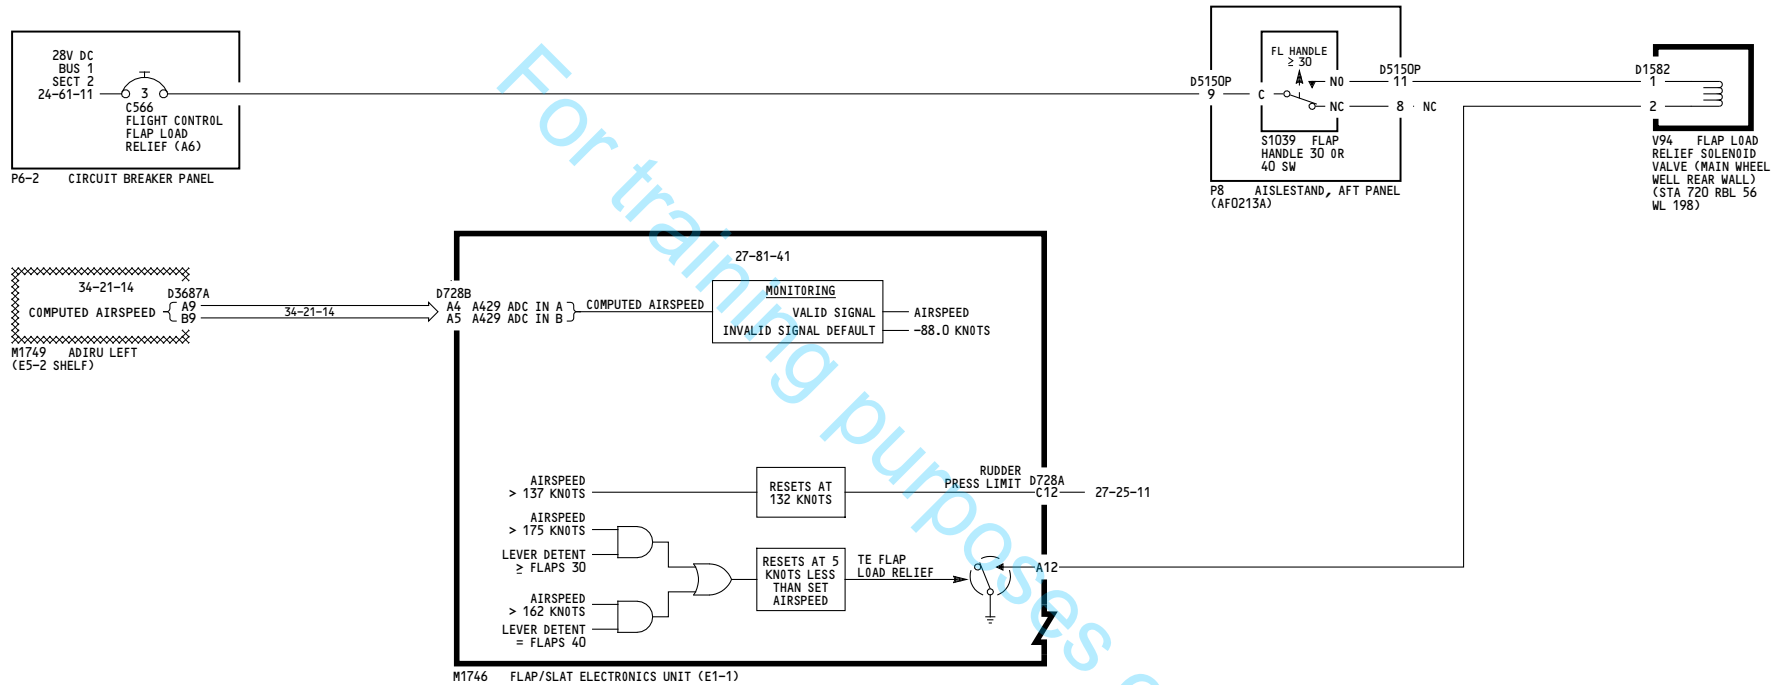 28V DC
BUS 1
SECT 2
24-61-11
3
C566
FLIGHT CONTROL
FLAP LOAD
RELIEF (A6)
P6-2 CIRCUIT BREAKER PANEL
D5150P
9
C
FL HANDLE
≥ 30
NO
NC
D5150P
11
8 NC
S1039 FLAP
HANDLE 30 OR
40 SW
P8 AISLESTAND, AFT PANEL
(AF0213A)
D1582
1
2
V94 FLAP LOAD
RELIEF SOLENOID
VALVE (MAIN WHEEL
WELL REAR WALL)
(STA 720 RBL 56
WL 198)
34-21-14
COMPUTED AIRSPEED
D3687A
A9
B9
34-21-14
M1749 ADIRU LEFT
(E5-2 SHELF)
27-81-41
D728B
A4 A429 ADC IN A
A5 A429 ADC IN B
COMPUTED AIRSPEED
MONITORING
VALID SIGNAL
INVALID SIGNAL DEFAULT
AIRSPEED
-88.0 KNOTS
AIRSPEED
> 137 KNOTS
RESETS AT
132 KNOTS
RUDDER
PRESS LIMIT
D728A
C12
27-25-11
AIRSPEED
> 175 KNOTS
LEVER DETENT
≥ FLAPS 30
AIRSPEED
> 162 KNOTS
LEVER DETENT
= FLAPS 40
RESETS AT 5
KNOTS LESS
THAN SET
AIRSPEED
TE FLAP
LOAD RELIEF
A12
M1746 FLAP/SLAT ELECTRONICS UNIT (E1-1)
For training purposes